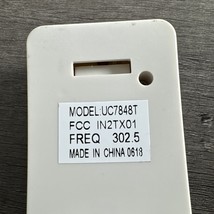 MODEL:UC7848T
FCC IN2TX01
FREQ 302.5
MADE IN CHINA 0618